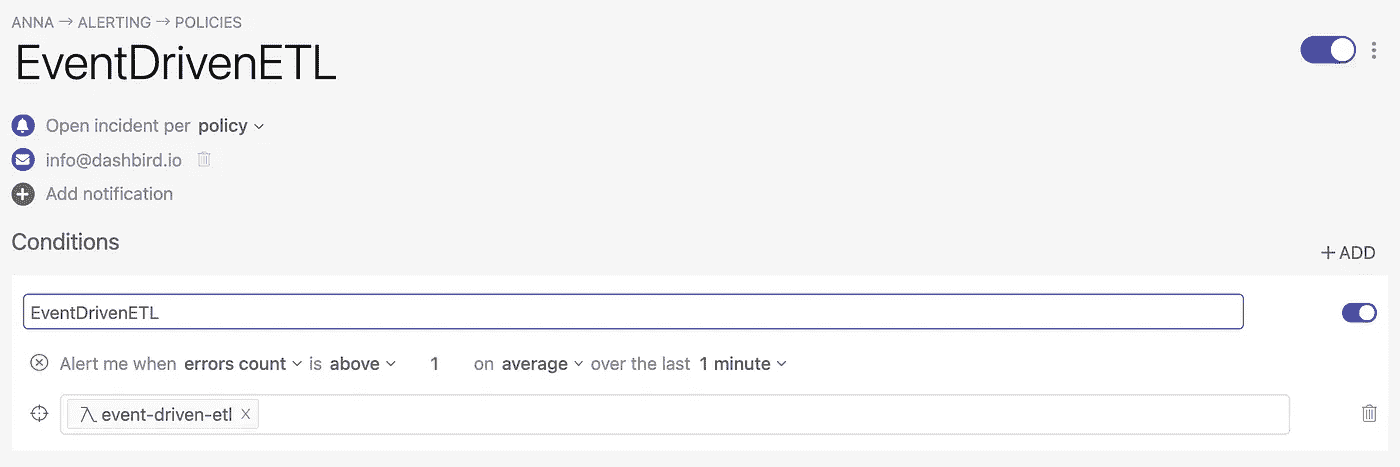 ANNA → ALERTING → POLICIES
EventDrivenETL
Open incident per policy
info@dashbird.io
Add notification
Conditions
+ ADD
EventDrivenETL
Alert me when errors count is above 1 on average over the last 1 minute
event-driven-etl x